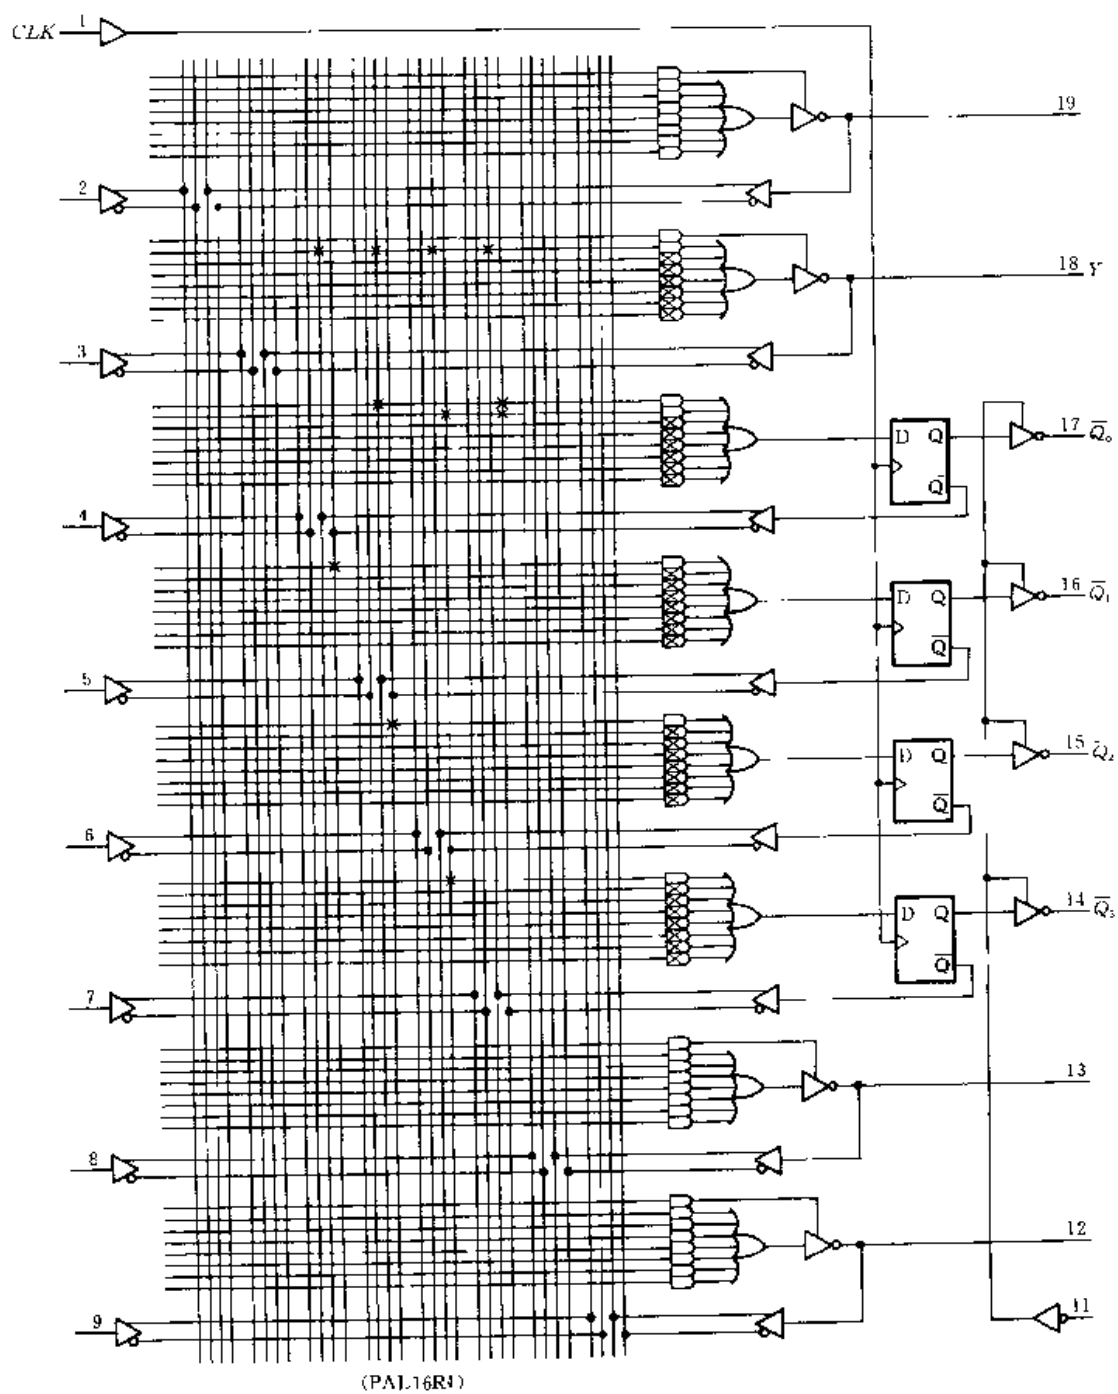 CLK 1
19
2
18 Y
3
D Q 17 Q̅₀
Q̅
4
D Q 16 Q̅₁
Q̅
5
D Q 15 Q̅₂
Q̅
6
D Q 14 Q̅₃
Q̅
7
13
8
12
9 11
(PAL16R4)